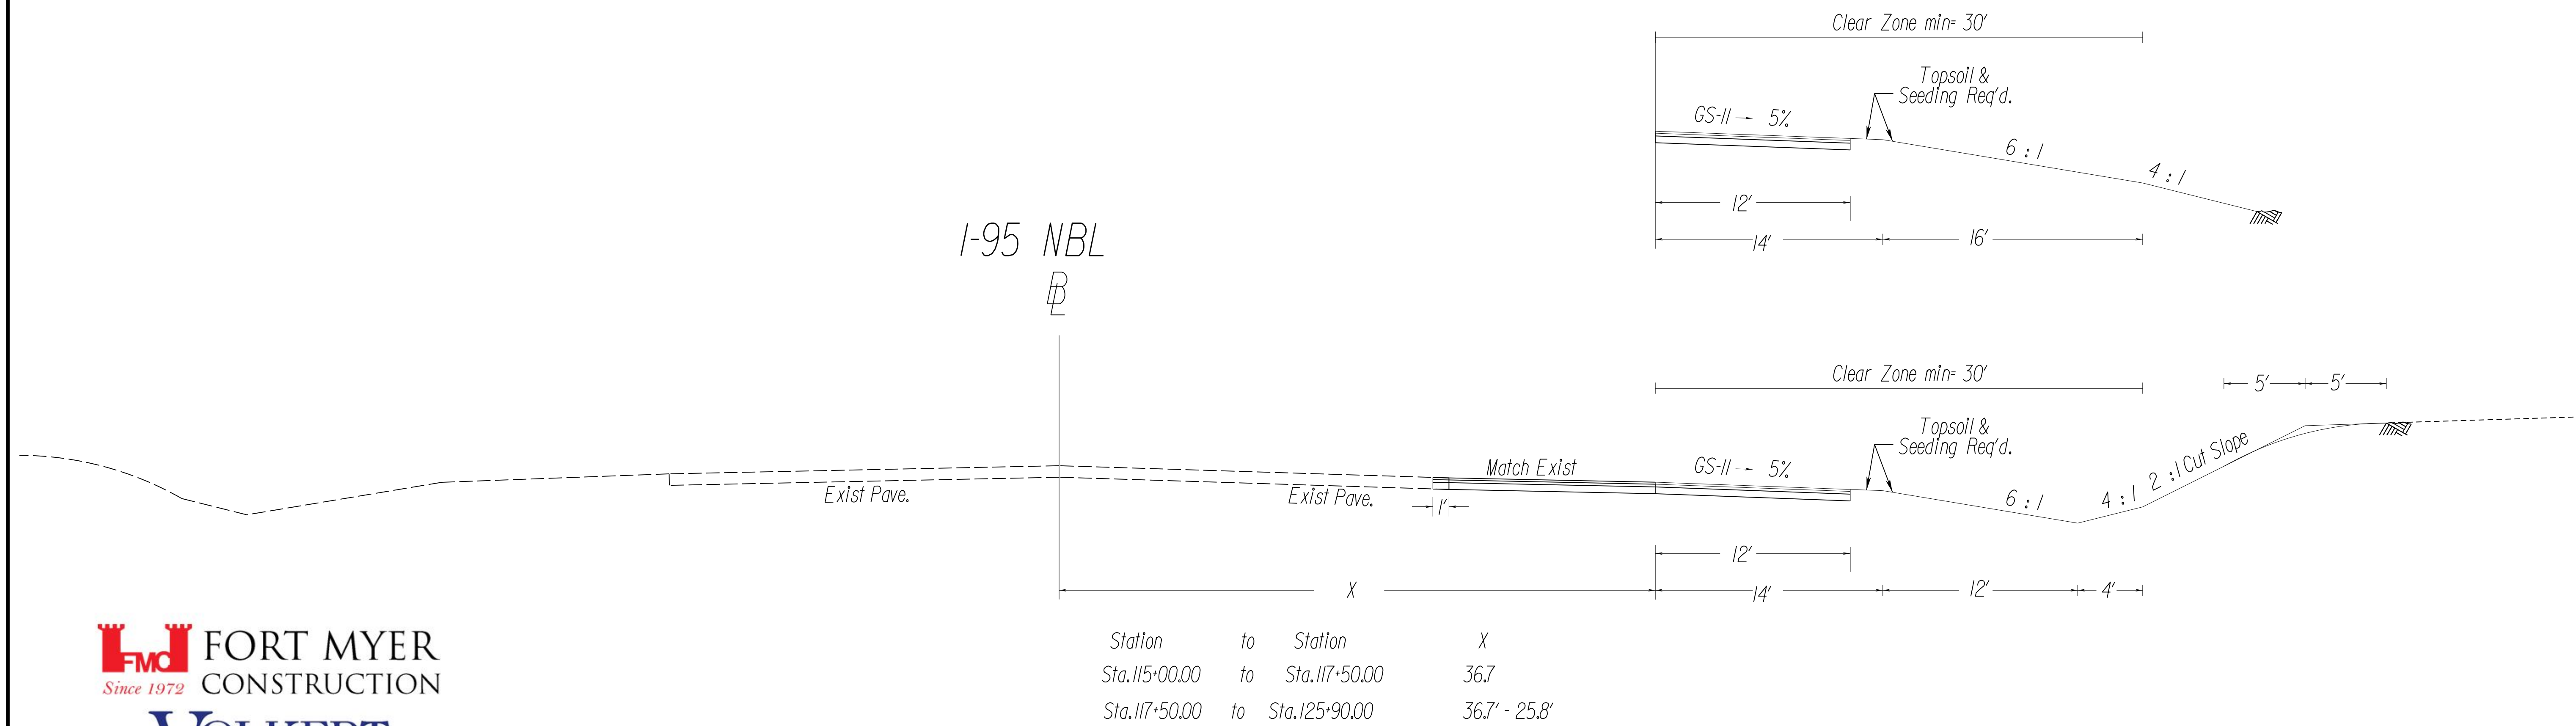 Clear Zone min= 30'
Topsoil &
Seeding Req'd.
GS-11 → 5%
6 : 1
4 : 1
12'
14'
16'
I-95 NBL
BL
Clear Zone min= 30'
5' 5'
Topsoil &
Seeding Req'd.
Match Exist
GS-11 → 5%
2 : 1 Cut Slope
Exist Pave.
Exist Pave.
1'
6 : 1
4 : 1
12'
X
14'
12'
4'
Station to Station X
Sta. 115+00.00 to Sta. 117+50.00 36.7
Sta. 117+50.00 to Sta. 125+90.00 36.7' - 25.8'
FMC
FORT MYER
Since 1972
CONSTRUCTION